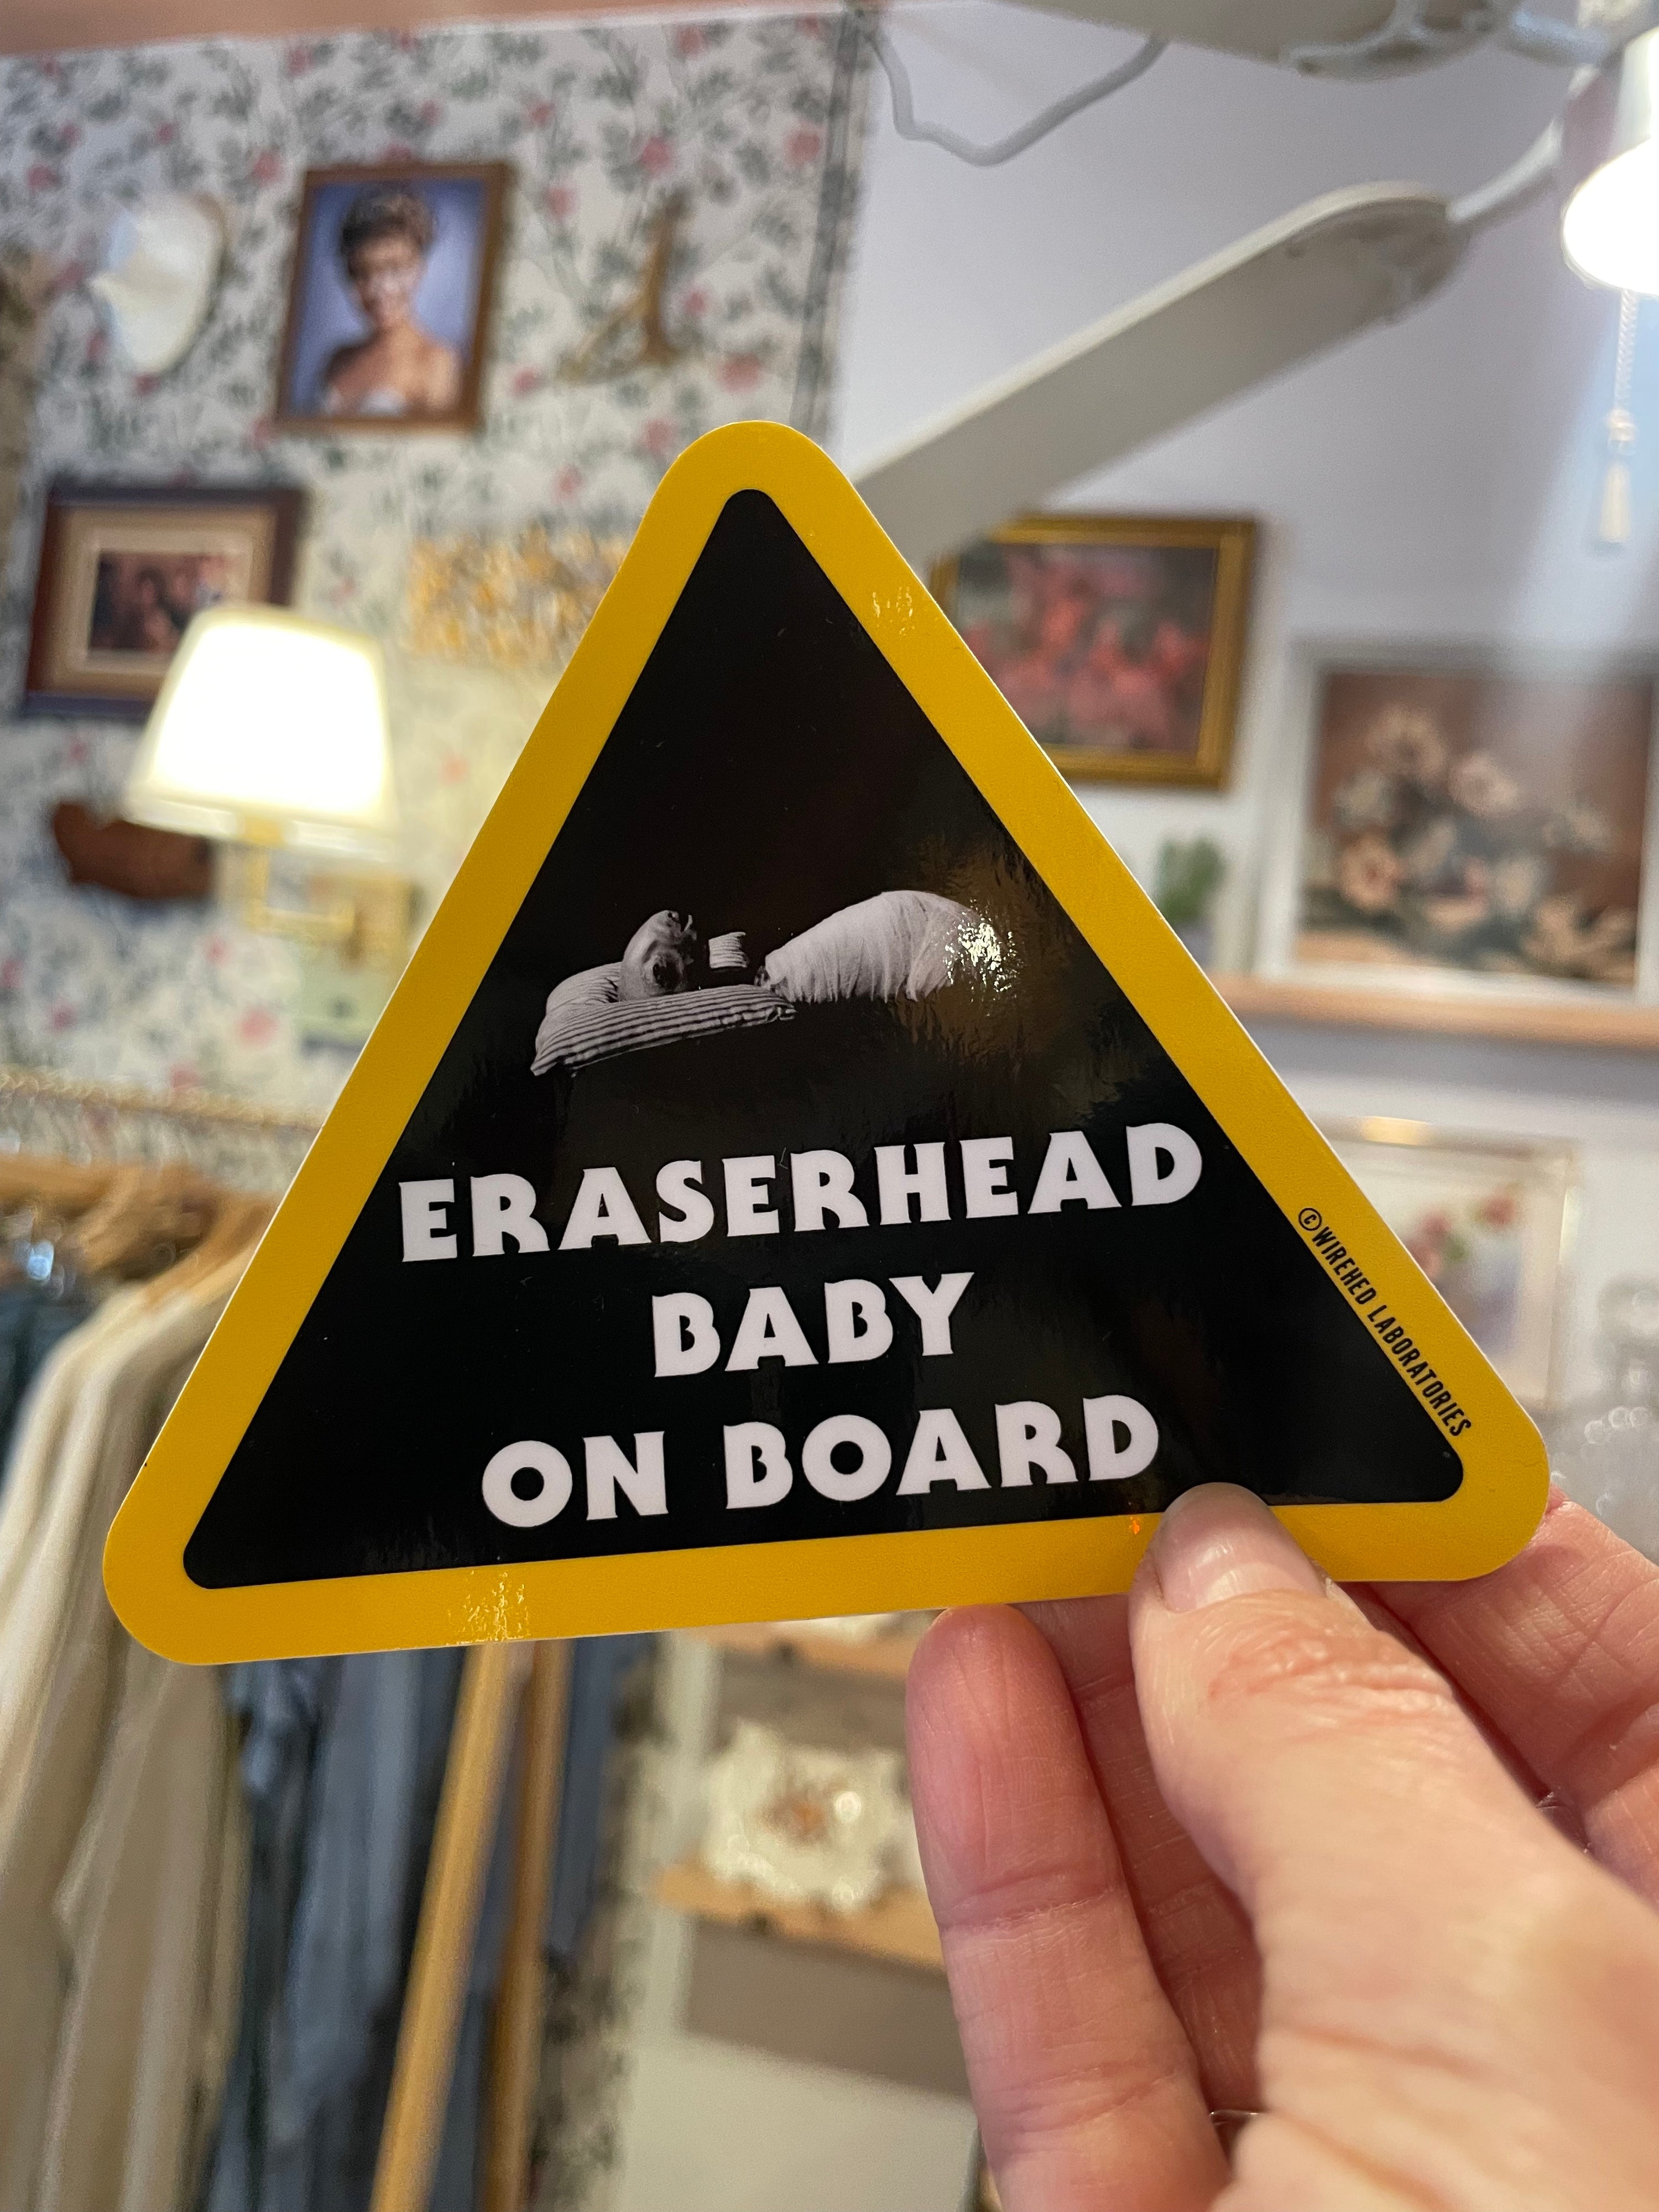 ERASERHEAD
BABY
ON BOARD
©WIREHED LABORATORIES